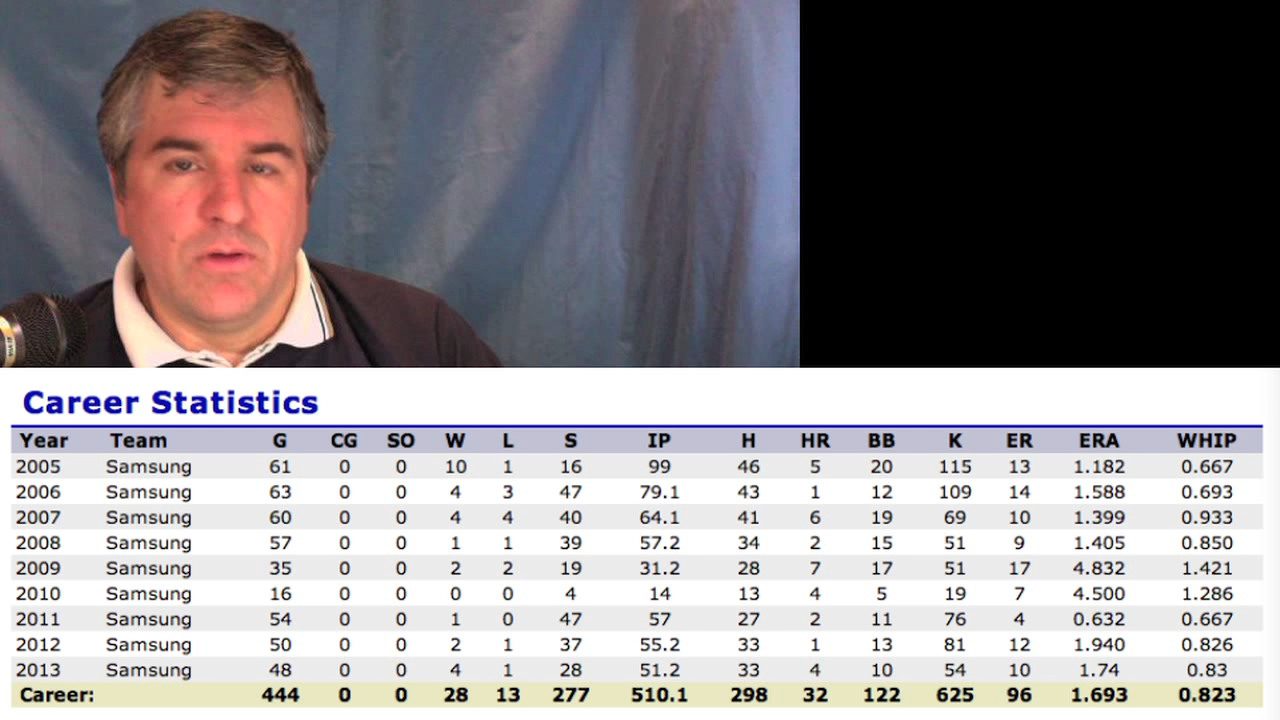 Career Statistics
Year Team G CG SO W L S IP H HR BB K ER ERA WHIP
2005 Samsung 61 0 0 10 1 16 99 46 5 20 115 13 1.182 0.667
2006 Samsung 63 0 0 4 3 47 79.1 43 1 12 109 14 1.588 0.693
2007 Samsung 60 0 0 4 4 40 64.1 41 6 19 69 10 1.399 0.933
2008 Samsung 57 0 0 1 1 39 57.2 34 2 15 51 9 1.405 0.850
2009 Samsung 35 0 0 2 2 19 31.2 28 7 17 51 17 4.832 1.421
2010 Samsung 16 0 0 0 0 4 14 13 4 5 19 7 4.500 1.286
2011 Samsung 54 0 0 1 0 47 57 27 2 11 76 4 0.632 0.667
2012 Samsung 50 0 0 2 1 37 55.2 33 1 13 81 12 1.940 0.826
2013 Samsung 48 0 0 4 1 28 51.2 33 4 10 54 10 1.74 0.83
Career: 444 0 0 28 13 277 510.1 298 32 122 625 96 1.693 0.823